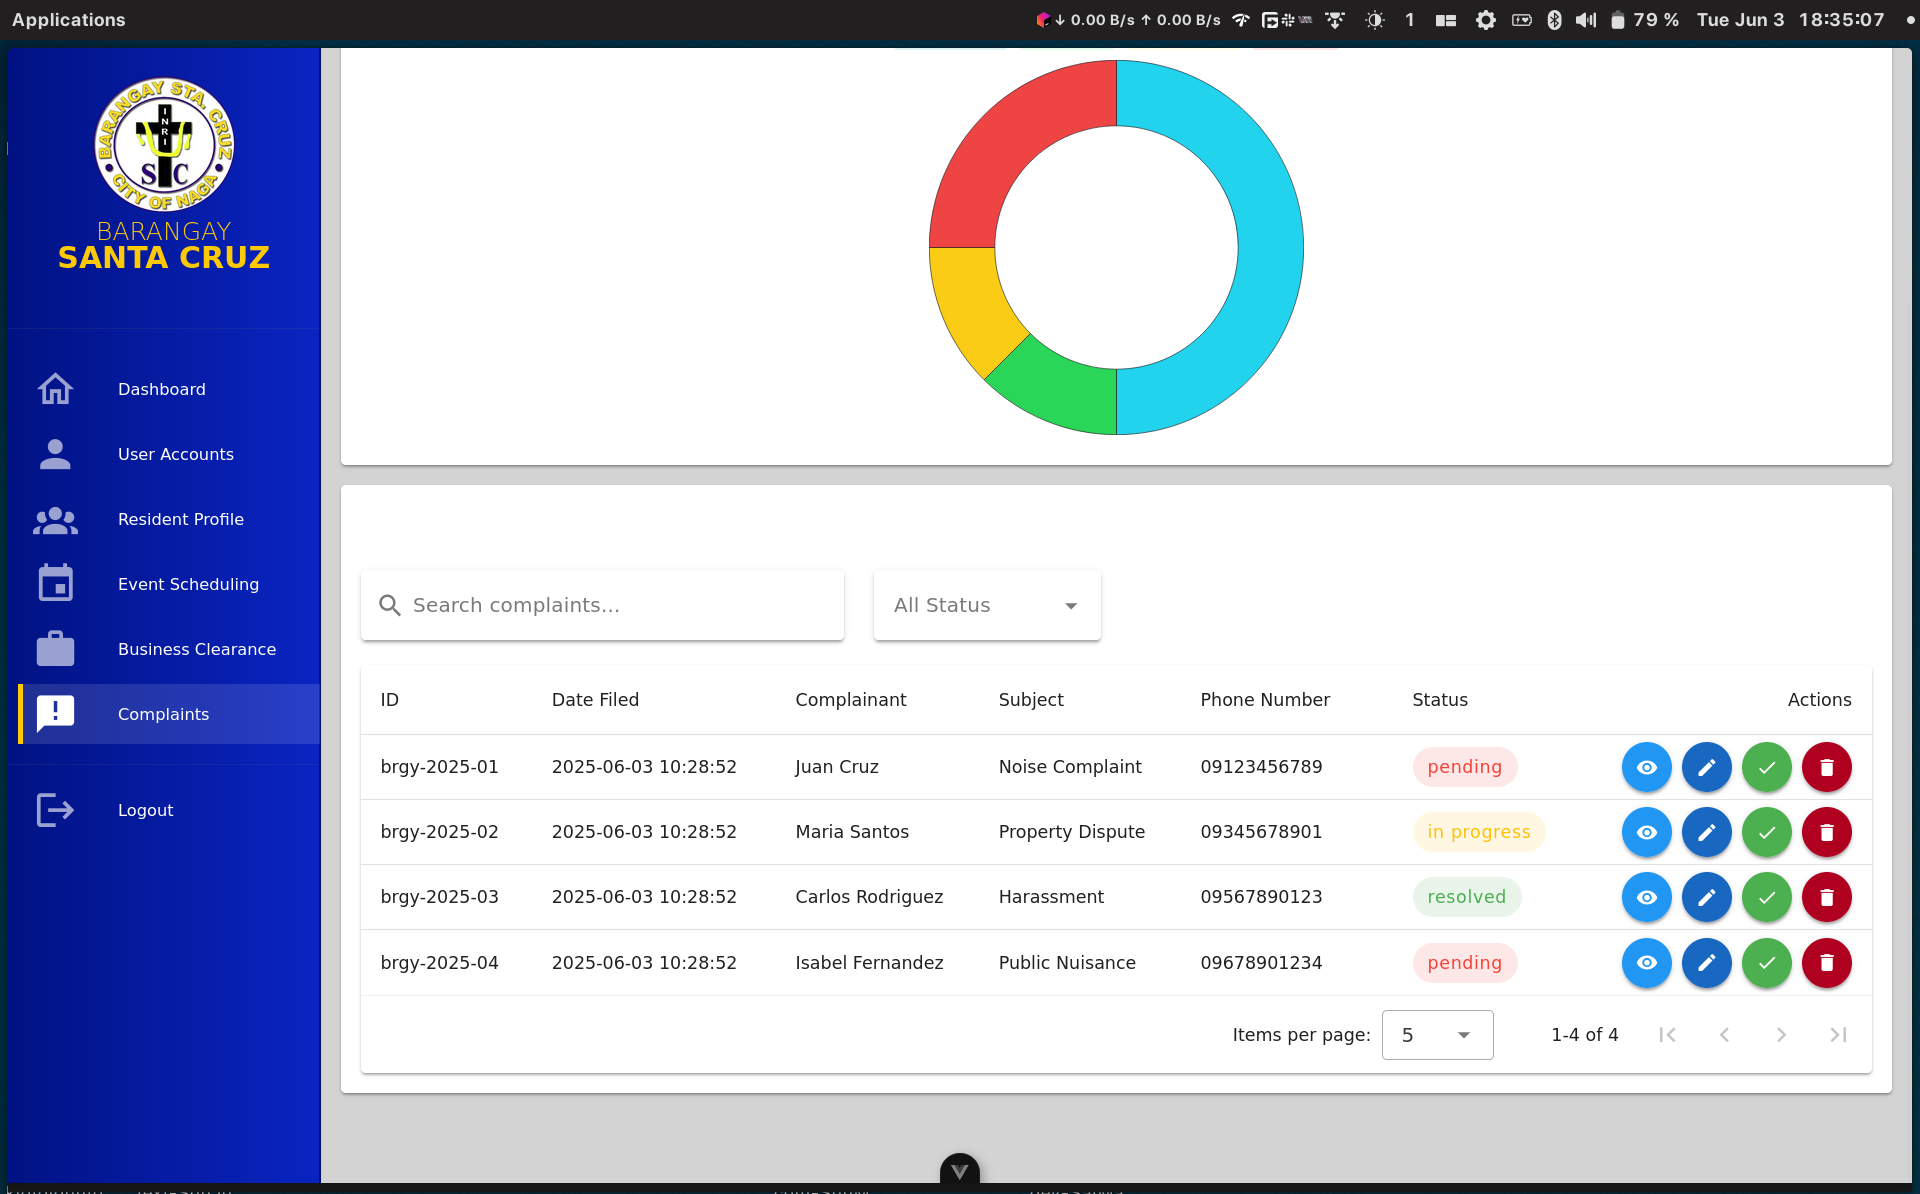 Applications
↓ 0.00 B/s ↑ 0.00 B/s
1
79 %
Tue Jun 3 18:35:07
BARANGAY STA. CRUZ
INRI
SC
CITY OF NAGA
BARANGAY
SANTA CRUZ
Dashboard
User Accounts
Resident Profile
Event Scheduling
Business Clearance
Complaints
Logout
Search complaints...
All Status
ID Date Filed Complainant Subject Phone Number Status Actions
brgy-2025-01 2025-06-03 10:28:52 Juan Cruz Noise Complaint 09123456789 pending
brgy-2025-02 2025-06-03 10:28:52 Maria Santos Property Dispute 09345678901 in progress
brgy-2025-03 2025-06-03 10:28:52 Carlos Rodriguez Harassment 09567890123 resolved
brgy-2025-04 2025-06-03 10:28:52 Isabel Fernandez Public Nuisance 09678901234 pending
Items per page: 5 1-4 of 4